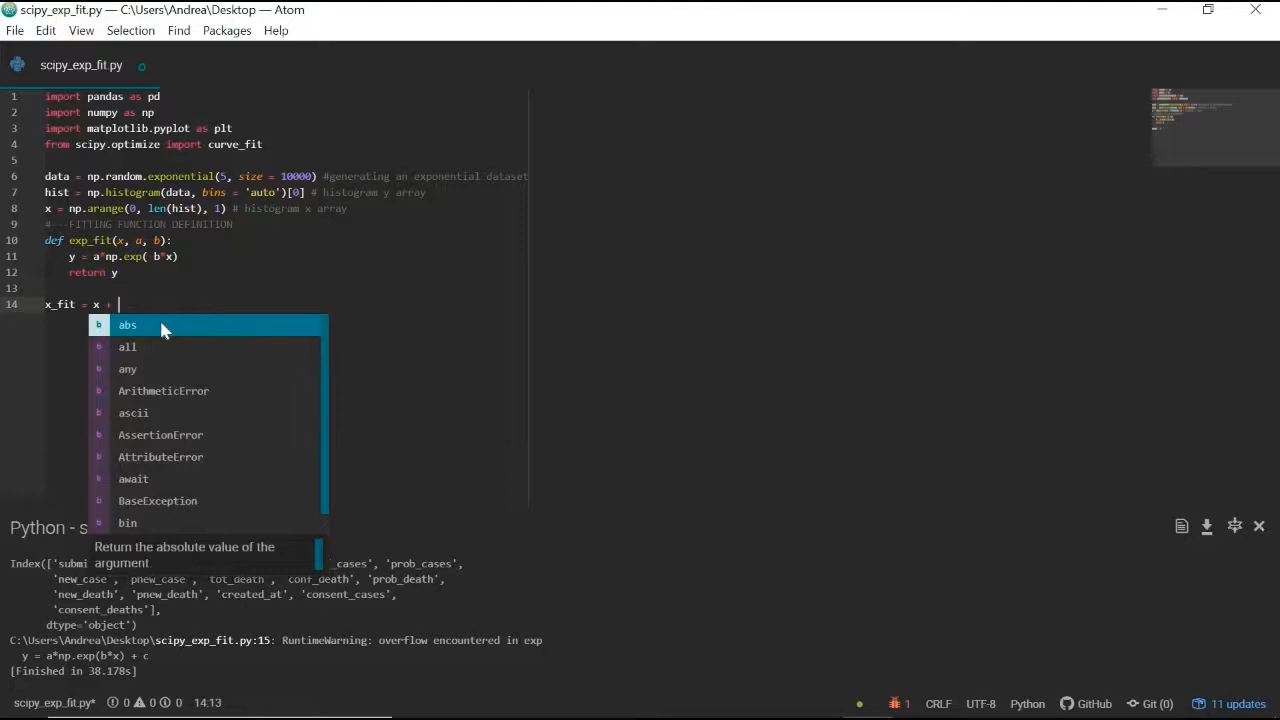 scipy_exp_fit.py — C:\Users\Andrea\Desktop — Atom
File Edit View Selection Find Packages Help
scipy_exp_fit.py
1 import pandas as pd
2 import numpy as np
3 import matplotlib.pyplot as plt
4 from scipy.optimize import curve_fit
5
6 data = np.random.exponential(5, size = 10000) #generating an exponential dataset
7 hist = np.histogram(data, bins = 'auto')[0] # histogram y array
8 x = np.arange(0, len(hist), 1) # histogram x array
9 #---FITTING FUNCTION DEFINITION
10 def exp_fit(x, a, b):
11 y = a*np.exp(-b*x)
12 return y
13
14 x_fit = x +
b abs
b all
b any
b ArithmeticError
b ascii
b AssertionError
b AttributeError
k await
b BaseException
b bin
Return the absolute value of the
argument.
Python - s
Index(['submi _cases', 'prob_cases',
'new_case', 'pnew_case', 'tot_death', 'conf_death', 'prob_death',
'new_death', 'pnew_death', 'created_at', 'consent_cases',
'consent_deaths'],
dtype='object')
C:\Users\Andrea\Desktop\scipy_exp_fit.py:15: RuntimeWarning: overflow encountered in exp
y = a*np.exp(b*x) + c
[Finished in 38.178s]
scipy_exp_fit.py* 0 0 0 14:13 1 CRLF UTF-8 Python GitHub Git (0) 11 updates